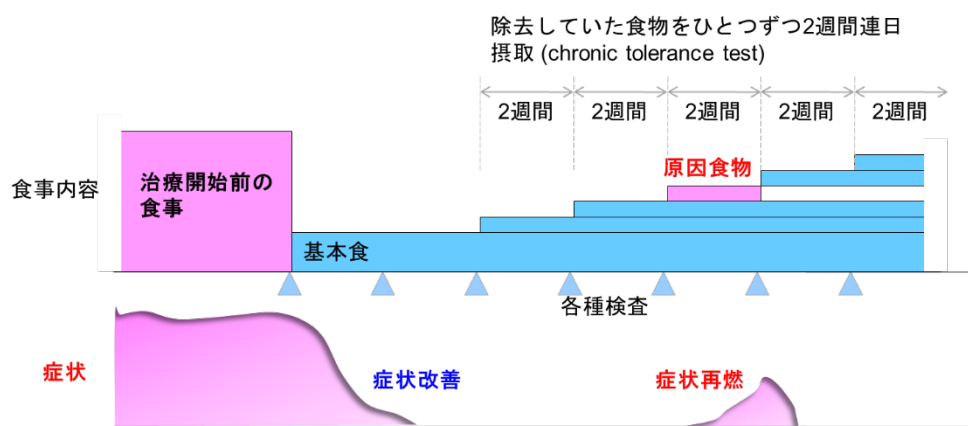 除去していた食物をひとつずつ2週間連日
摂取 (chronic tolerance test)
2週間
2週間
2週間
2週間
2週間
食事内容
治療開始前の
食事
原因食物
基本食
各種検査
症状
症状改善
症状再燃